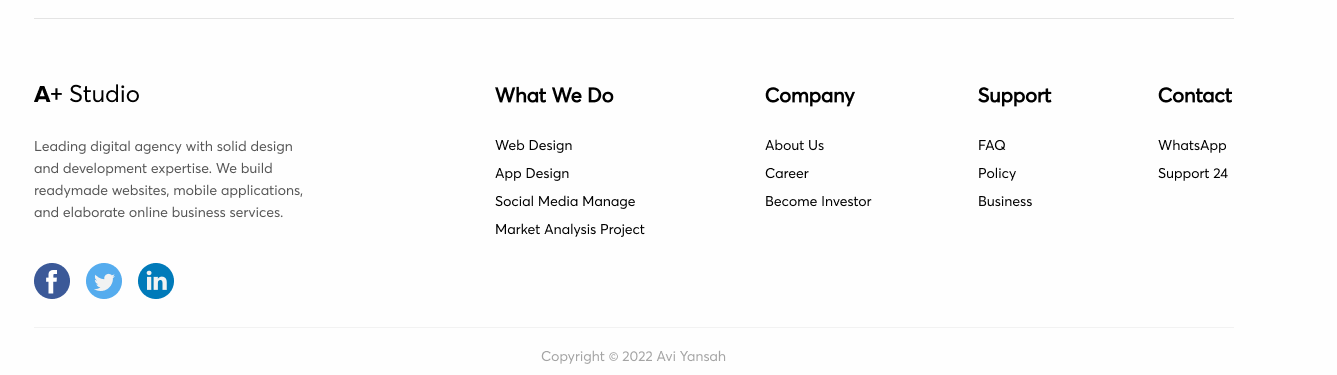 A+ Studio
Leading digital agency with solid design
and development expertise. We build
readymade websites, mobile applications,
and elaborate online business services.
What We Do
Web Design
App Design
Social Media Manage
Market Analysis Project
Company
About Us
Career
Become Investor
Support
FAQ
Policy
Business
Contact
WhatsApp
Support 24
Copyright © 2022 Avi Yansah